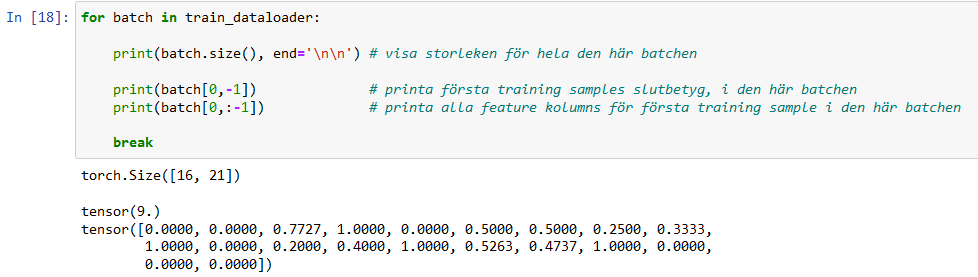 In [18]: for batch in train_dataloader:
print(batch.size(), end='\n\n') # visa storleken för hela den här batchen
print(batch[0,-1]) # printa första training samples slutbetyg, i den här batchen
print(batch[0,:-1]) # printa alla feature kolumns för första training sample i den här batchen
break
torch.Size([16, 21])
tensor(9.)
tensor([0.0000, 0.0000, 0.7727, 1.0000, 0.0000, 0.5000, 0.5000, 0.2500, 0.3333,
1.0000, 0.0000, 0.2000, 0.4000, 1.0000, 0.5263, 0.4737, 1.0000, 0.0000,
0.0000, 0.0000])